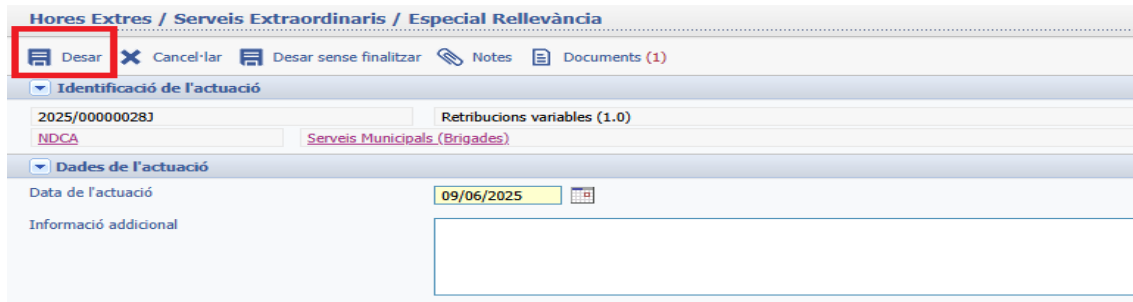 Hores Extres / Serveis Extraordinaris / Especial Rellevància
Desar Cancel·lar Desar sense finalitzar Notes Documents (1)
Identificació de l'actuació
2025/00000028J Retribucions variables (1.0)
NDCA Serveis Municipals (Brigades)
Dades de l'actuació
Data de l'actuació 09/06/2025
Informació addicional